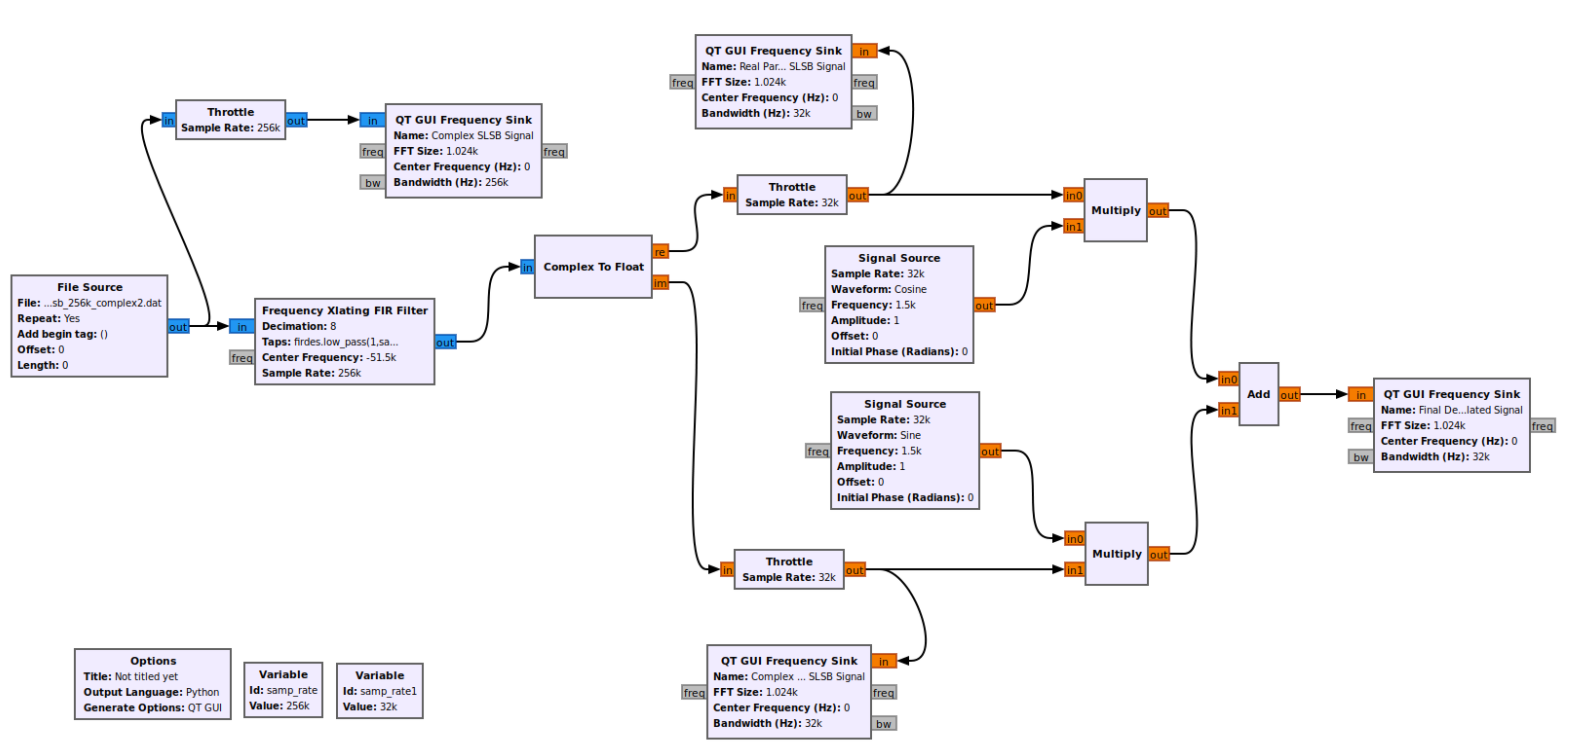 QT GUI Frequency Sink
in
Name: Real Par... SLSB Signal
freq
FFT Size: 1.024k
freq
Center Frequency (Hz): 0
Bandwidth (Hz): 32k
bw
Throttle
in
Sample Rate: 256k
out
in
QT GUI Frequency Sink
Name: Complex SLSB Signal
freq
FFT Size: 1.024k
freq
Center Frequency (Hz): 0
bw
Bandwidth (Hz): 256k
Throttle
in
Sample Rate: 32k
out
in0
Multiply
out
in1
Complex To Float
in
re
im
Signal Source
Sample Rate: 32k
Waveform: Cosine
freq
Frequency: 1.5k
out
Amplitude: 1
Offset: 0
Initial Phase (Radians): 0
File Source
File: ...sb_256k_complex2.dat
Repeat: Yes
Add begin tag: ()
Offset: 0
Length: 0
out
Frequency Xlating FIR Filter
in
Decimation: 8
Taps: firdes.low_pass(1,sa...
out
freq
Center Frequency: -51.5k
Sample Rate: 256k
Signal Source
Sample Rate: 32k
Waveform: Sine
freq
Frequency: 1.5k
out
Amplitude: 1
Offset: 0
Initial Phase (Radians): 0
in0
Add
out
in1
in
QT GUI Frequency Sink
Name: Final De...lated Signal
freq
FFT Size: 1.024k
freq
Center Frequency (Hz): 0
bw
Bandwidth (Hz): 32k
in0
Multiply
out
in1
Throttle
in
Sample Rate: 32k
out
QT GUI Frequency Sink
in
Name: Complex ... SLSB Signal
freq
FFT Size: 1.024k
freq
Center Frequency (Hz): 0
Bandwidth (Hz): 32k
bw
Options
Title: Not titled yet
Output Language: Python
Generate Options: QT GUI
Variable
Id: samp_rate
Value: 256k
Variable
Id: samp_rate1
Value: 32k